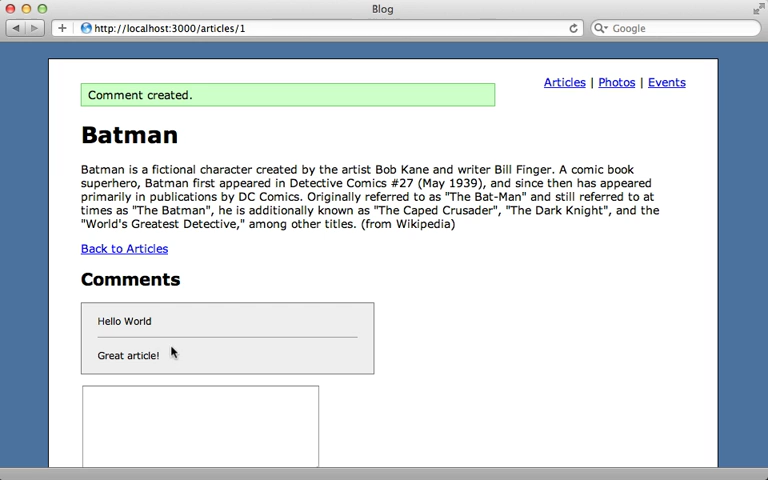 Blog
http://localhost:3000/articles/1
Google
Comment created.
Articles | Photos | Events
Batman
Batman is a fictional character created by the artist Bob Kane and writer Bill Finger. A comic book
superhero, Batman first appeared in Detective Comics #27 (May 1939), and since then has appeared
primarily in publications by DC Comics. Originally referred to as "The Bat-Man" and still referred to at
times as "The Batman", he is additionally known as "The Caped Crusader", "The Dark Knight", and the
"World's Greatest Detective," among other titles. (from Wikipedia)
Back to Articles
Comments
Hello World
Great article!